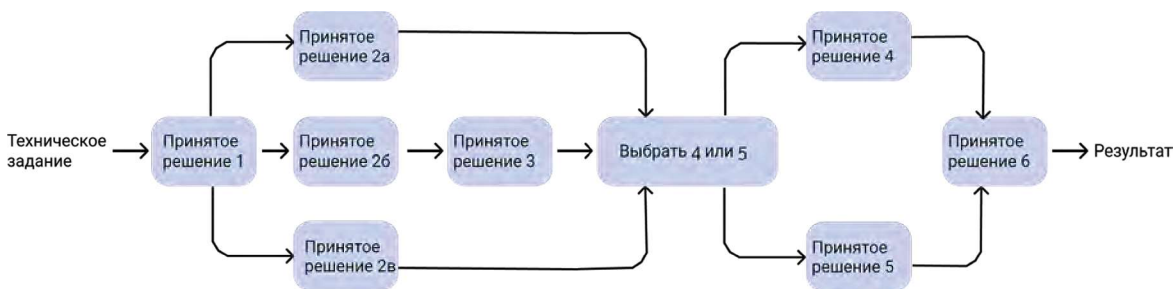 Техническое
задание
Принятое
решение 1
Принятое
решение 2а
Принятое
решение 2б
Принятое
решение 2в
Принятое
решение 3
Выбрать 4 или 5
Принятое
решение 4
Принятое
решение 5
Принятое
решение 6
Результат